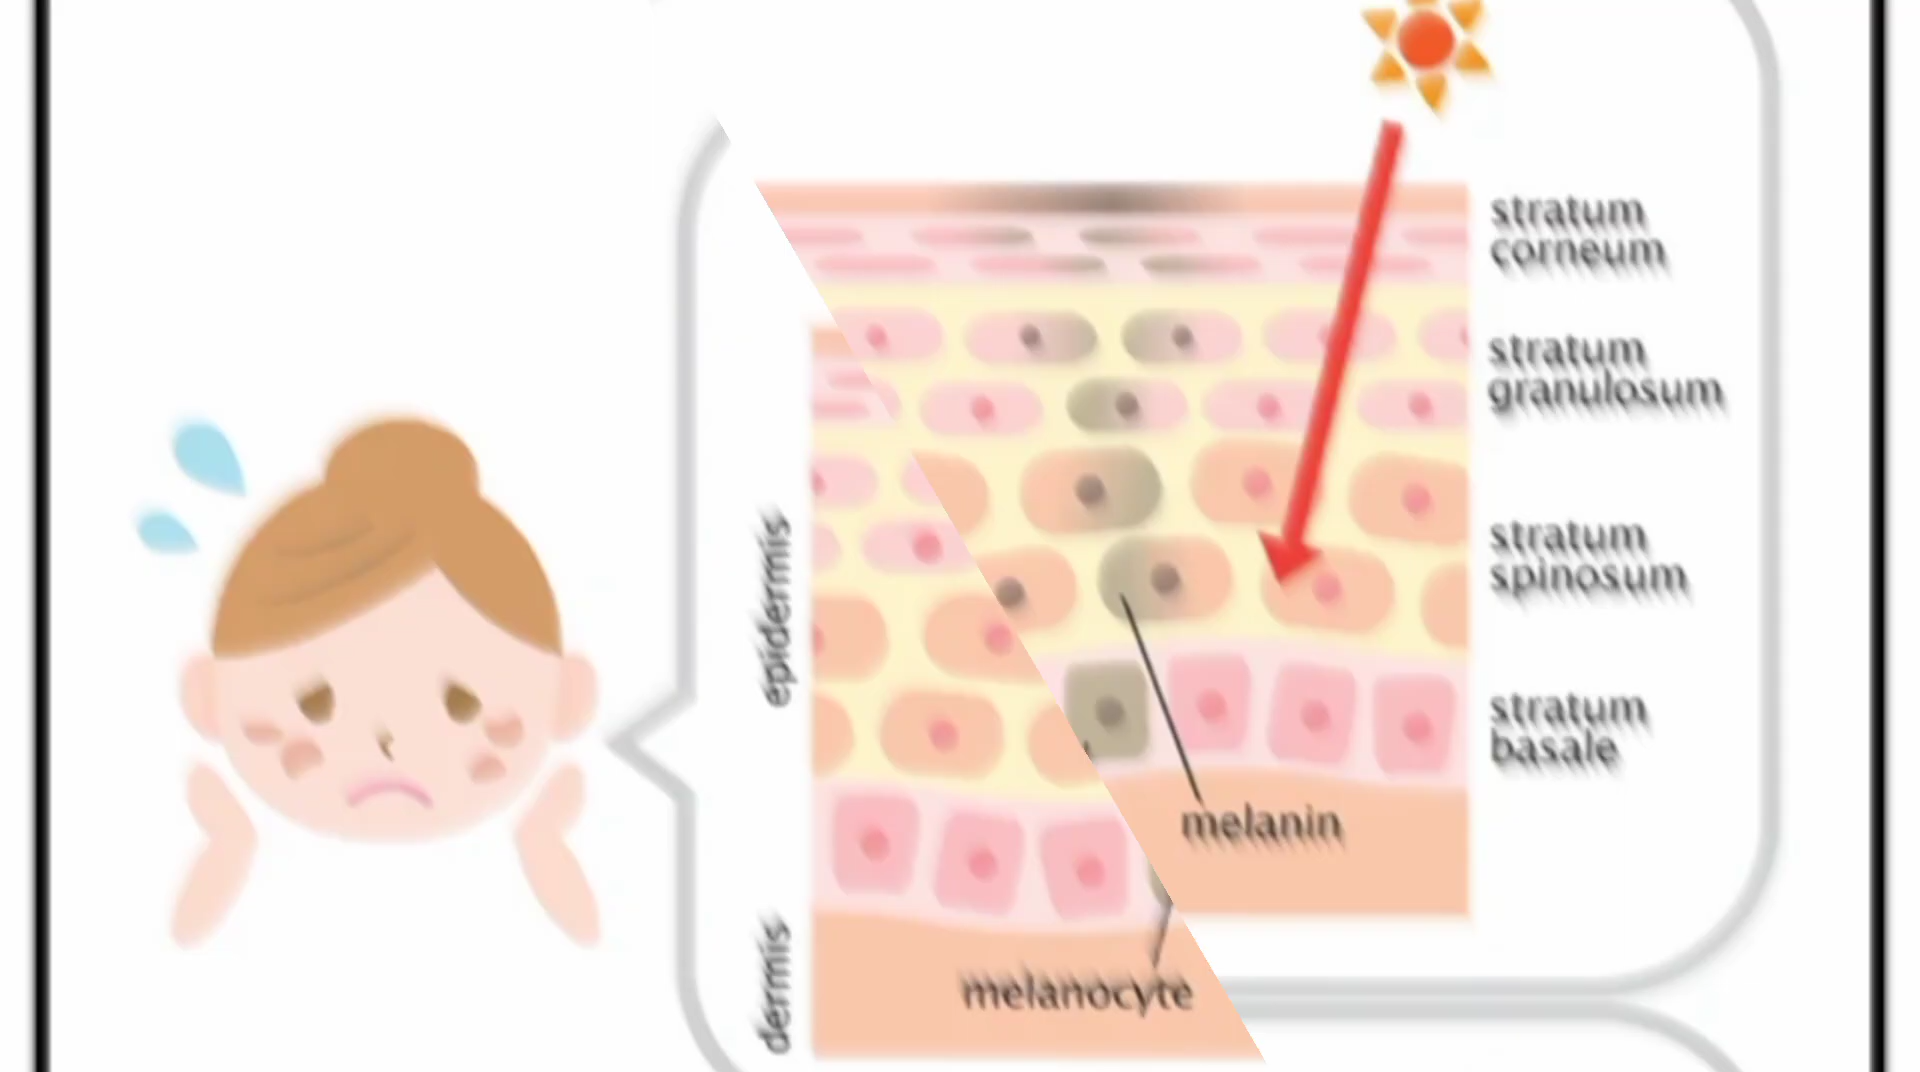 stratum
corneum
stratum
granulosum
stratum
spinosum
stratum
basale
epidermis
dermis
melanin
melanocyte